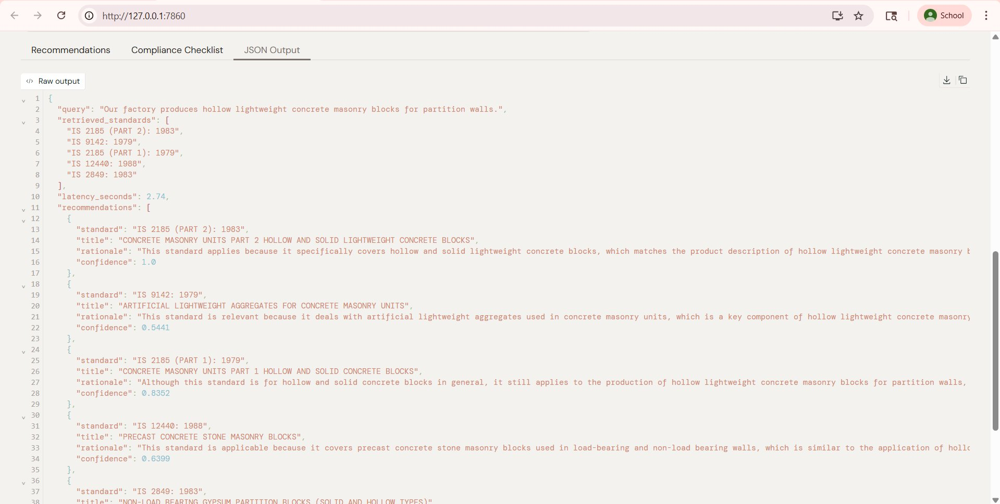 http://127.0.0.1:7860
School
Recommendations Compliance Checklist JSON Output
</> Raw output
1 {
2 "query": "Our factory produces hollow lightweight concrete masonry blocks for partition walls.",
3 "retrieved_standards": [
4 "IS 2185 (PART 2): 1983",
5 "IS 9142: 1979",
6 "IS 2185 (PART 1): 1979",
7 "IS 12440: 1988",
8 "IS 2849: 1983"
9 ],
10 "latency_seconds": 2.74,
11 "recommendations": [
12 {
13 "standard": "IS 2185 (PART 2): 1983",
14 "title": "CONCRETE MASONRY UNITS PART 2 HOLLOW AND SOLID LIGHTWEIGHT CONCRETE BLOCKS",
15 "rationale": "This standard applies because it specifically covers hollow and solid lightweight concrete blocks, which matches the product description of hollow lightweight concrete masonry b
16 "confidence": 1.0
17 },
18 {
19 "standard": "IS 9142: 1979",
20 "title": "ARTIFICIAL LIGHTWEIGHT AGGREGATES FOR CONCRETE MASONRY UNITS",
21 "rationale": "This standard is relevant because it deals with artificial lightweight aggregates used in concrete masonry units, which is a key component of hollow lightweight concrete masonry
22 "confidence": 0.5441
23 },
24 {
25 "standard": "IS 2185 (PART 1): 1979",
26 "title": "CONCRETE MASONRY UNITS PART 1 HOLLOW AND SOLID CONCRETE BLOCKS",
27 "rationale": "Although this standard is for hollow and solid concrete blocks in general, it still applies to the production of hollow lightweight concrete masonry blocks for partition walls,
28 "confidence": 0.8352
29 },
30 {
31 "standard": "IS 12440: 1988",
32 "title": "PRECAST CONCRETE STONE MASONRY BLOCKS",
33 "rationale": "This standard is applicable because it covers precast concrete stone masonry blocks used in load-bearing and non-load bearing walls, which is similar to the application of hollo
34 "confidence": 0.6399
35 },
36 {
37 "standard": "IS 2849: 1983",
38 "title": "NON-LOAD BEARING GYPSUM PARTITION BLOCKS (SOLID AND HOLLOW TYPES)"